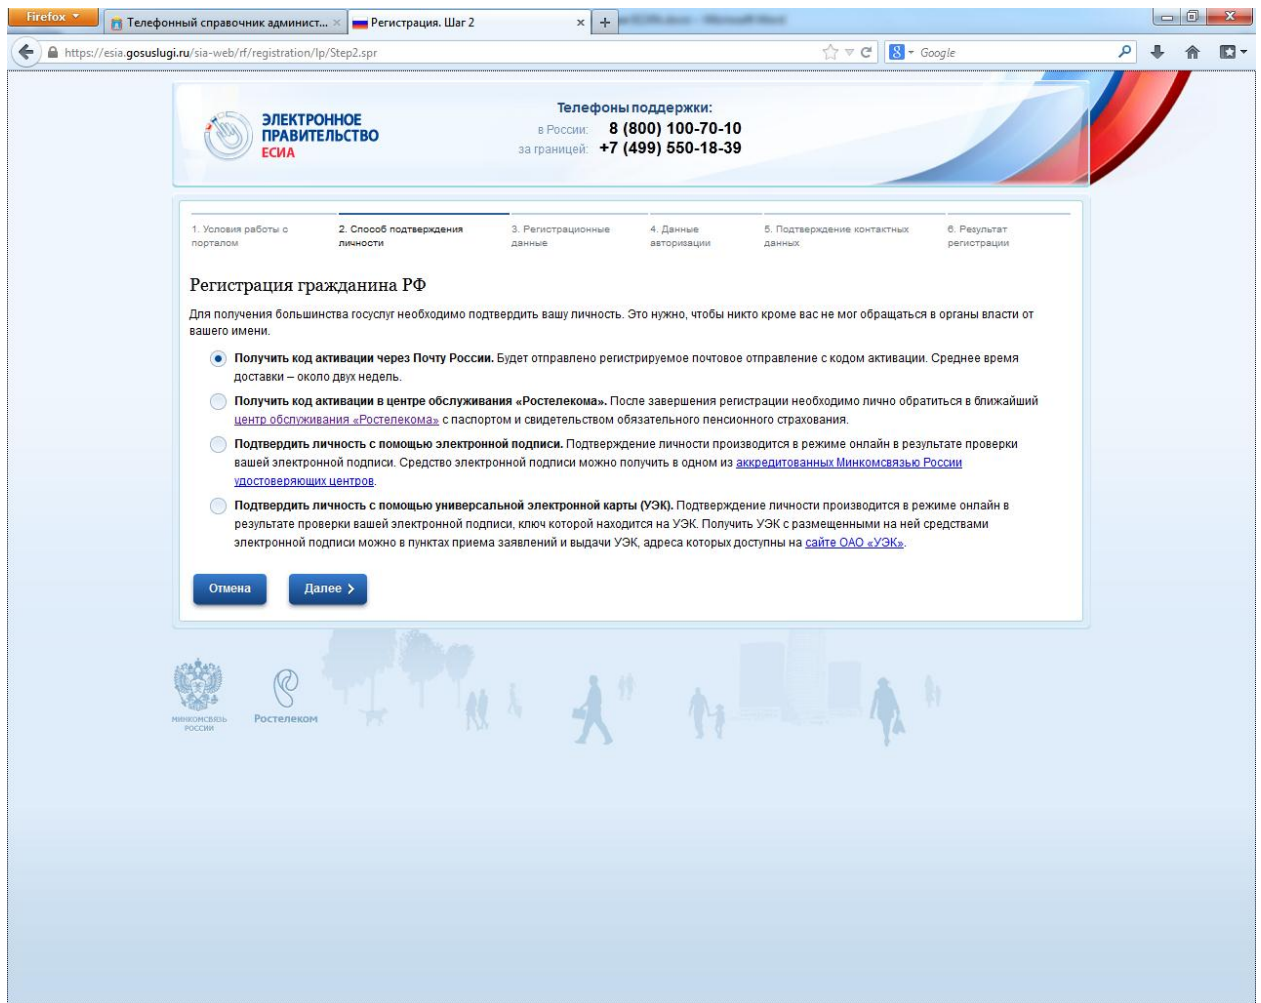 Firefox
Телефонный справочник админист...
Регистрация. Шаг 2
https://esia.gosuslugi.ru/sia-web/rf/registration/lp/Step2.spr
Google
ЭЛЕКТРОННОЕ
ПРАВИТЕЛЬСТВО
ЕСИА
Телефоны поддержки:
в России: 8 (800) 100-70-10
за границей: +7 (499) 550-18-39
1. Условия работы с
порталом
2. Способ подтверждения
личности
3. Регистрационные
данные
4. Данные
авторизации
5. Подтверждение контактных
данных
6. Результат
регистрации
Регистрация гражданина РФ
Для получения большинства госуслуг необходимо подтвердить вашу личность. Это нужно, чтобы никто кроме вас не мог обращаться в органы власти от
вашего имени.
Получить код активации через Почту России. Будет отправлено регистрируемое почтовое отправление с кодом активации. Среднее время
доставки – около двух недель.
Получить код активации в центре обслуживания «Ростелекома». После завершения регистрации необходимо лично обратиться в ближайший
центр обслуживания «Ростелекома» с паспортом и свидетельством обязательного пенсионного страхования.
Подтвердить личность с помощью электронной подписи. Подтверждение личности производится в режиме онлайн в результате проверки
вашей электронной подписи. Средство электронной подписи можно получить в одном из аккредитованных Минкомсвязью России
удостоверяющих центров.
Подтвердить личность с помощью универсальной электронной карты (УЭК). Подтверждение личности производится в режиме онлайн в
результате проверки вашей электронной подписи, ключ которой находится на УЭК. Получить УЭК с размещенными на ней средствами
электронной подписи можно в пунктах приема заявлений и выдачи УЭК, адреса которых доступны на сайте ОАО «УЭК».
Отмена
Далее
МИНКОМСВЯЗЬ
РОССИИ
Ростелеком